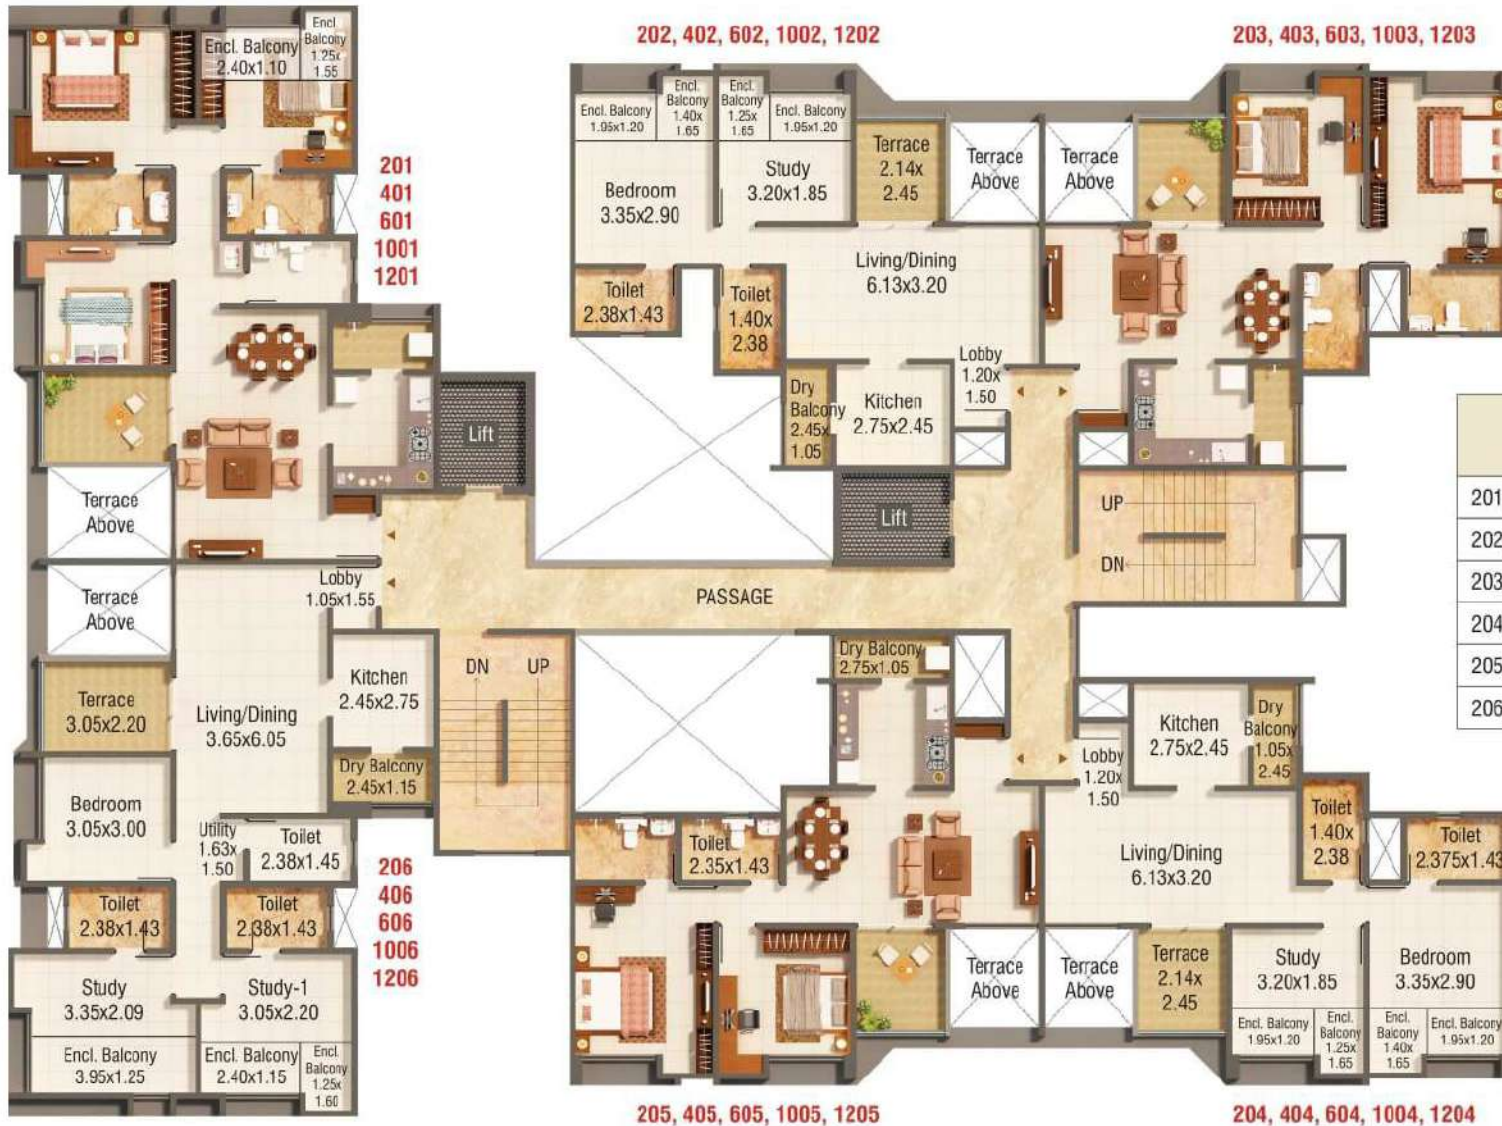 202, 402, 602, 1002, 1202
203, 403, 603, 1003, 1203
Encl. Balcony
2.40x1.10
Encl
Balcony
1.25x
1.55
201
401
601
1001
1201
Encl. Balcony
1.95x1.20
Encl.
Balcony
1.40x
1.65
Encl.
Balcony
1.25x
1.65
Encl. Balcony
1.95x1.20
Bedroom
3.35x2.90
Study
3.20x1.85
Terrace
2.14x
2.45
Terrace
Above
Terrace
Above
Toilet
2.38x1.43
Toilet
1.40x
2.38
Living/Dining
6.13x3.20
Lobby
1.20x
1.50
Dry
Balcony
2.45x
1.05
Kitchen
2.75x2.45
Lift
Lift
UP
DN
201
202
203
204
205
206
Terrace
Above
Terrace
Above
Lobby
1.05x1.55
PASSAGE
Terrace
3.05x2.20
Living/Dining
3.65x6.05
Kitchen
2.45x2.75
Dry Balcony
2.45x1.15
DN
UP
Dry Balcony
2.75x1.05
Kitchen
2.75x2.45
Dry
Balcony
1.05x
2.45
Lobby
1.20x
1.50
Bedroom
3.05x3.00
Utility
1.63x
1.50
Toilet
2.38x1.45
Toilet
2.38x1.43
Toilet
2.38x1.43
206
406
606
1006
1206
Toilet
2.35x1.43
Living/Dining
6.13x3.20
Toilet
1.40x
2.38
Toilet
2.375x1.43
Study
3.35x2.09
Study-1
3.05x2.20
Encl. Balcony
3.95x1.25
Encl. Balcony
2.40x1.15
Encl
Balcony
1.25x
1.60
Terrace
Above
Terrace
Above
Terrace
2.14x
2.45
Study
3.20x1.85
Bedroom
3.35x2.90
Encl. Balcony
1.95x1.20
Encl.
Balcony
1.25x
1.65
Encl.
Balcony
1.40x
1.65
Encl. Balcony
1.95x1.20
205, 405, 605, 1005, 1205
204, 404, 604, 1004, 1204